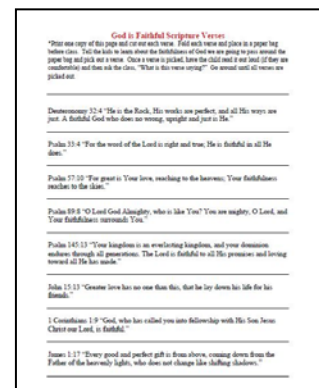 God is Faithful Scripture Verses
*Print one copy of this page and cut out each verse. Fold each verse and place in a paper bag
before class. Tell the kids to learn about the faithfulness of God we are going to pass around the
paper bag and pick out a verse. Once a verse is picked, have the child read it out loud (if they are
comfortable) and then ask the class, "What is this verse saying?" Go around until all verses are
picked out.
Deuteronomy 32:4 "He is the Rock, His works are perfect, and all His ways are
just. A faithful God who does no wrong, upright and just is He."
Psalm 33:4 "For the word of the Lord is right and true; He is faithful in all He
does."
Psalm 57:10 "For great is Your love, reaching to the heavens; Your faithfulness
reaches to the skies."
Psalm 89:8 "O Lord God Almighty, who is like You? You are mighty, O Lord, and
Your faithfulness surrounds You."
Psalm 145:13 "Your kingdom is an everlasting kingdom, and your dominion
endures through all generations. The Lord is faithful to all His promises and loving
toward all He has made."
John 15:13 "Greater love has no one than this, that he lay down his life for his
friends."
1 Corinthians 1:9 "God, who has called you into fellowship with His Son Jesus
Christ our Lord, is faithful."
James 1:17 "Every good and perfect gift is from above, coming down from the
Father of the heavenly lights, who does not change like shifting shadows."